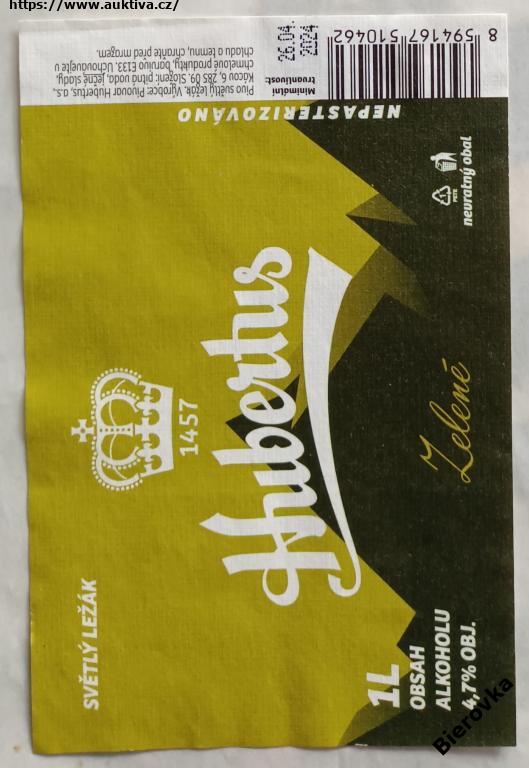 https://www.auktiva.cz/
SVĚTLÝ LEŽÁK
1457
Hubertus
Zelené
1L
OBSAH
ALKOHOLU
4,7% OBJ.
NEPASTERIZOVÁNO
PETE
nevratný obal
Pivo světlý ležák. Výrobce: Pivovar Hubertus, a.s.,
Kácov 6, 285 09. Složení: pitná voda, ječné slady,
chmelové produkty, barvivo E133. Uchovávejte v
chladu a temnu, chraňte před mrazem.
Minimální
trvanlivost:
26.04.
2024
8 594167 510462
Bierovka